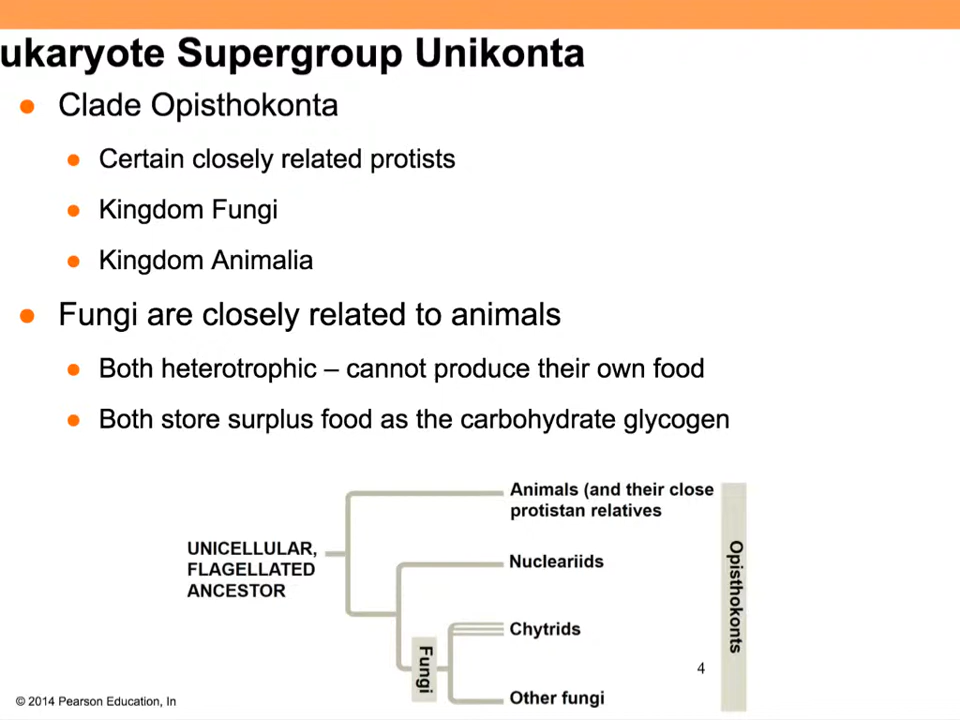 ukaryote Supergroup Unikonta
Clade Opisthokonta
Certain closely related protists
Kingdom Fungi
Kingdom Animalia
Fungi are closely related to animals
Both heterotrophic – cannot produce their own food
Both store surplus food as the carbohydrate glycogen
Animals (and their close
protistan relatives
UNICELLULAR,
FLAGELLATED
ANCESTOR
Nucleariids
Chytrids
Fungi
Other fungi
Opisthokonts
4
© 2014 Pearson Education, In